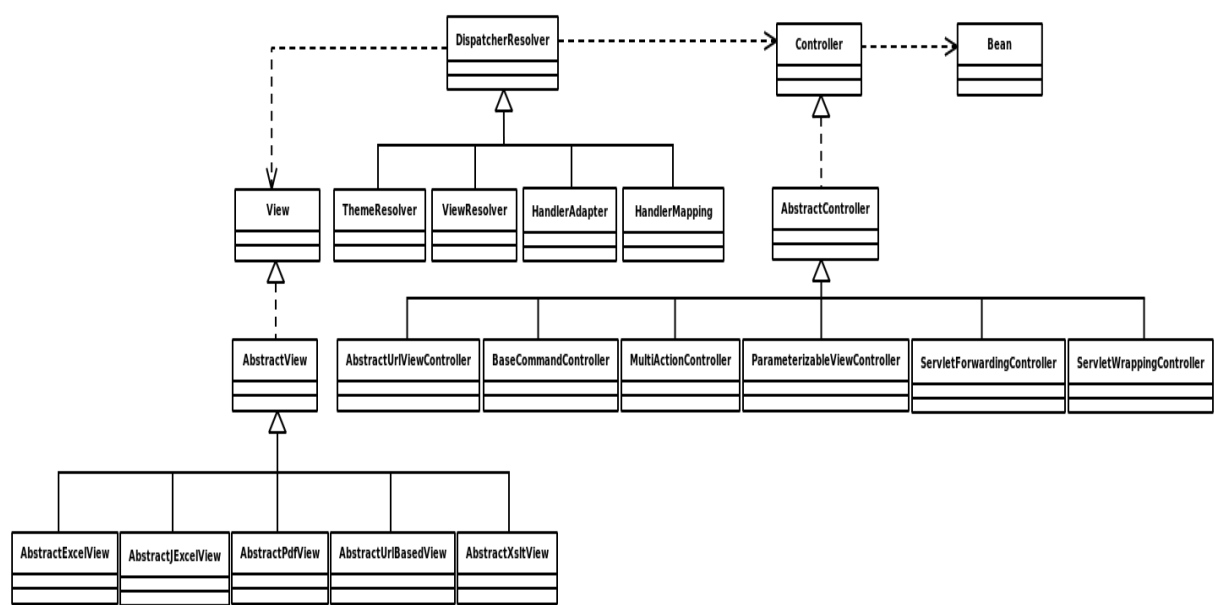 DispatcherResolver
Controller
Bean
View
ThemeResolver
ViewResolver
HandlerAdapter
HandlerMapping
AbstractController
AbstractView
AbstractUrlViewController
BaseCommandController
MultiActionController
ParameterizableViewController
ServletForwardingController
ServletWrappingController
AbstractExcelView
AbstractJExcelView
AbstractPdfView
AbstractUrlBasedView
AbstractXsltView